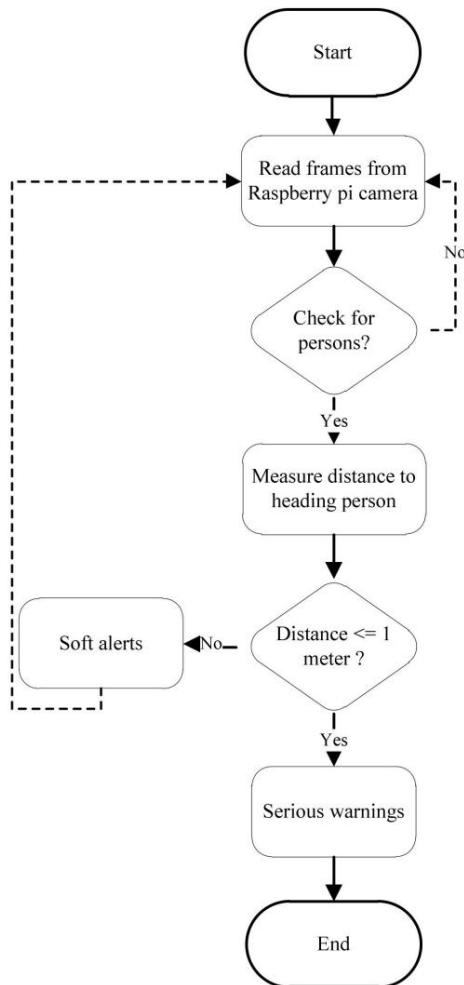 Start
Read frames from
Raspberry pi camera
No
Check for
persons?
Yes
Measure distance to
heading person
Distance <= 1
meter ?
No
Soft alerts
Yes
Serious warnings
End